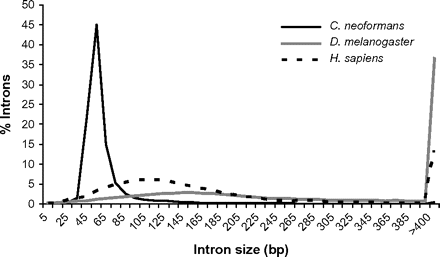 50
45
40
35
30
25
20
15
10
5
0
% Introns
C. neoformans
D. melanogaster
H. sapiens
5 25 45 65 85 105 125 145 165 185 205 225 245 265 285 305 325 345 365 385 >400
Intron size (bp)